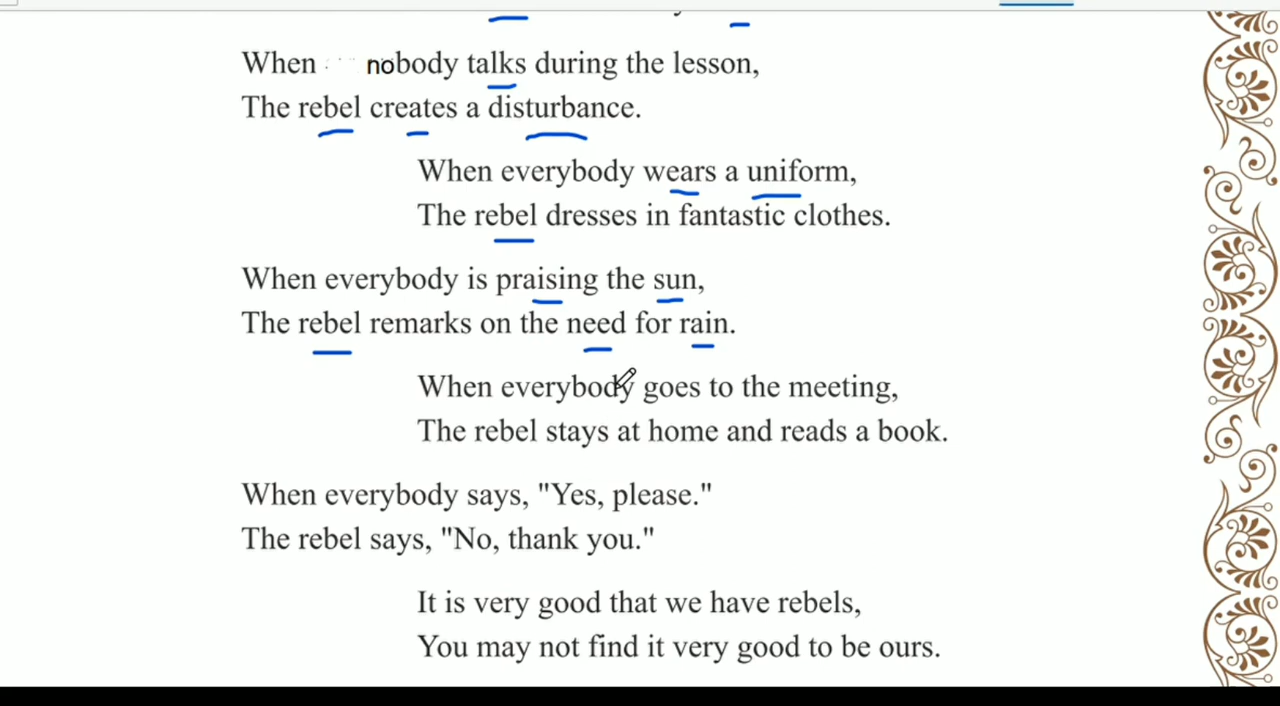 When nobody talks during the lesson,
The rebel creates a disturbance.
When everybody wears a uniform,
The rebel dresses in fantastic clothes.
When everybody is praising the sun,
The rebel remarks on the need for rain.
When everybody goes to the meeting,
The rebel stays at home and reads a book.
When everybody says, "Yes, please."
The rebel says, "No, thank you."
It is very good that we have rebels,
You may not find it very good to be ours.